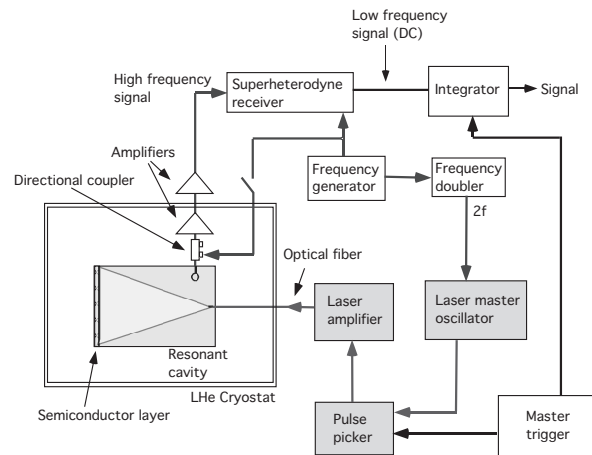 Low frequency
signal (DC)
High frequency
signal
Superheterodyne
receiver
Integrator
Signal
Amplifiers
Directional coupler
Frequency
generator
Frequency
doubler
2f
Optical fiber
Laser
amplifier
Laser master
oscillator
Resonant
cavity
LHe Cryostat
Semiconductor layer
Pulse
picker
Master
trigger